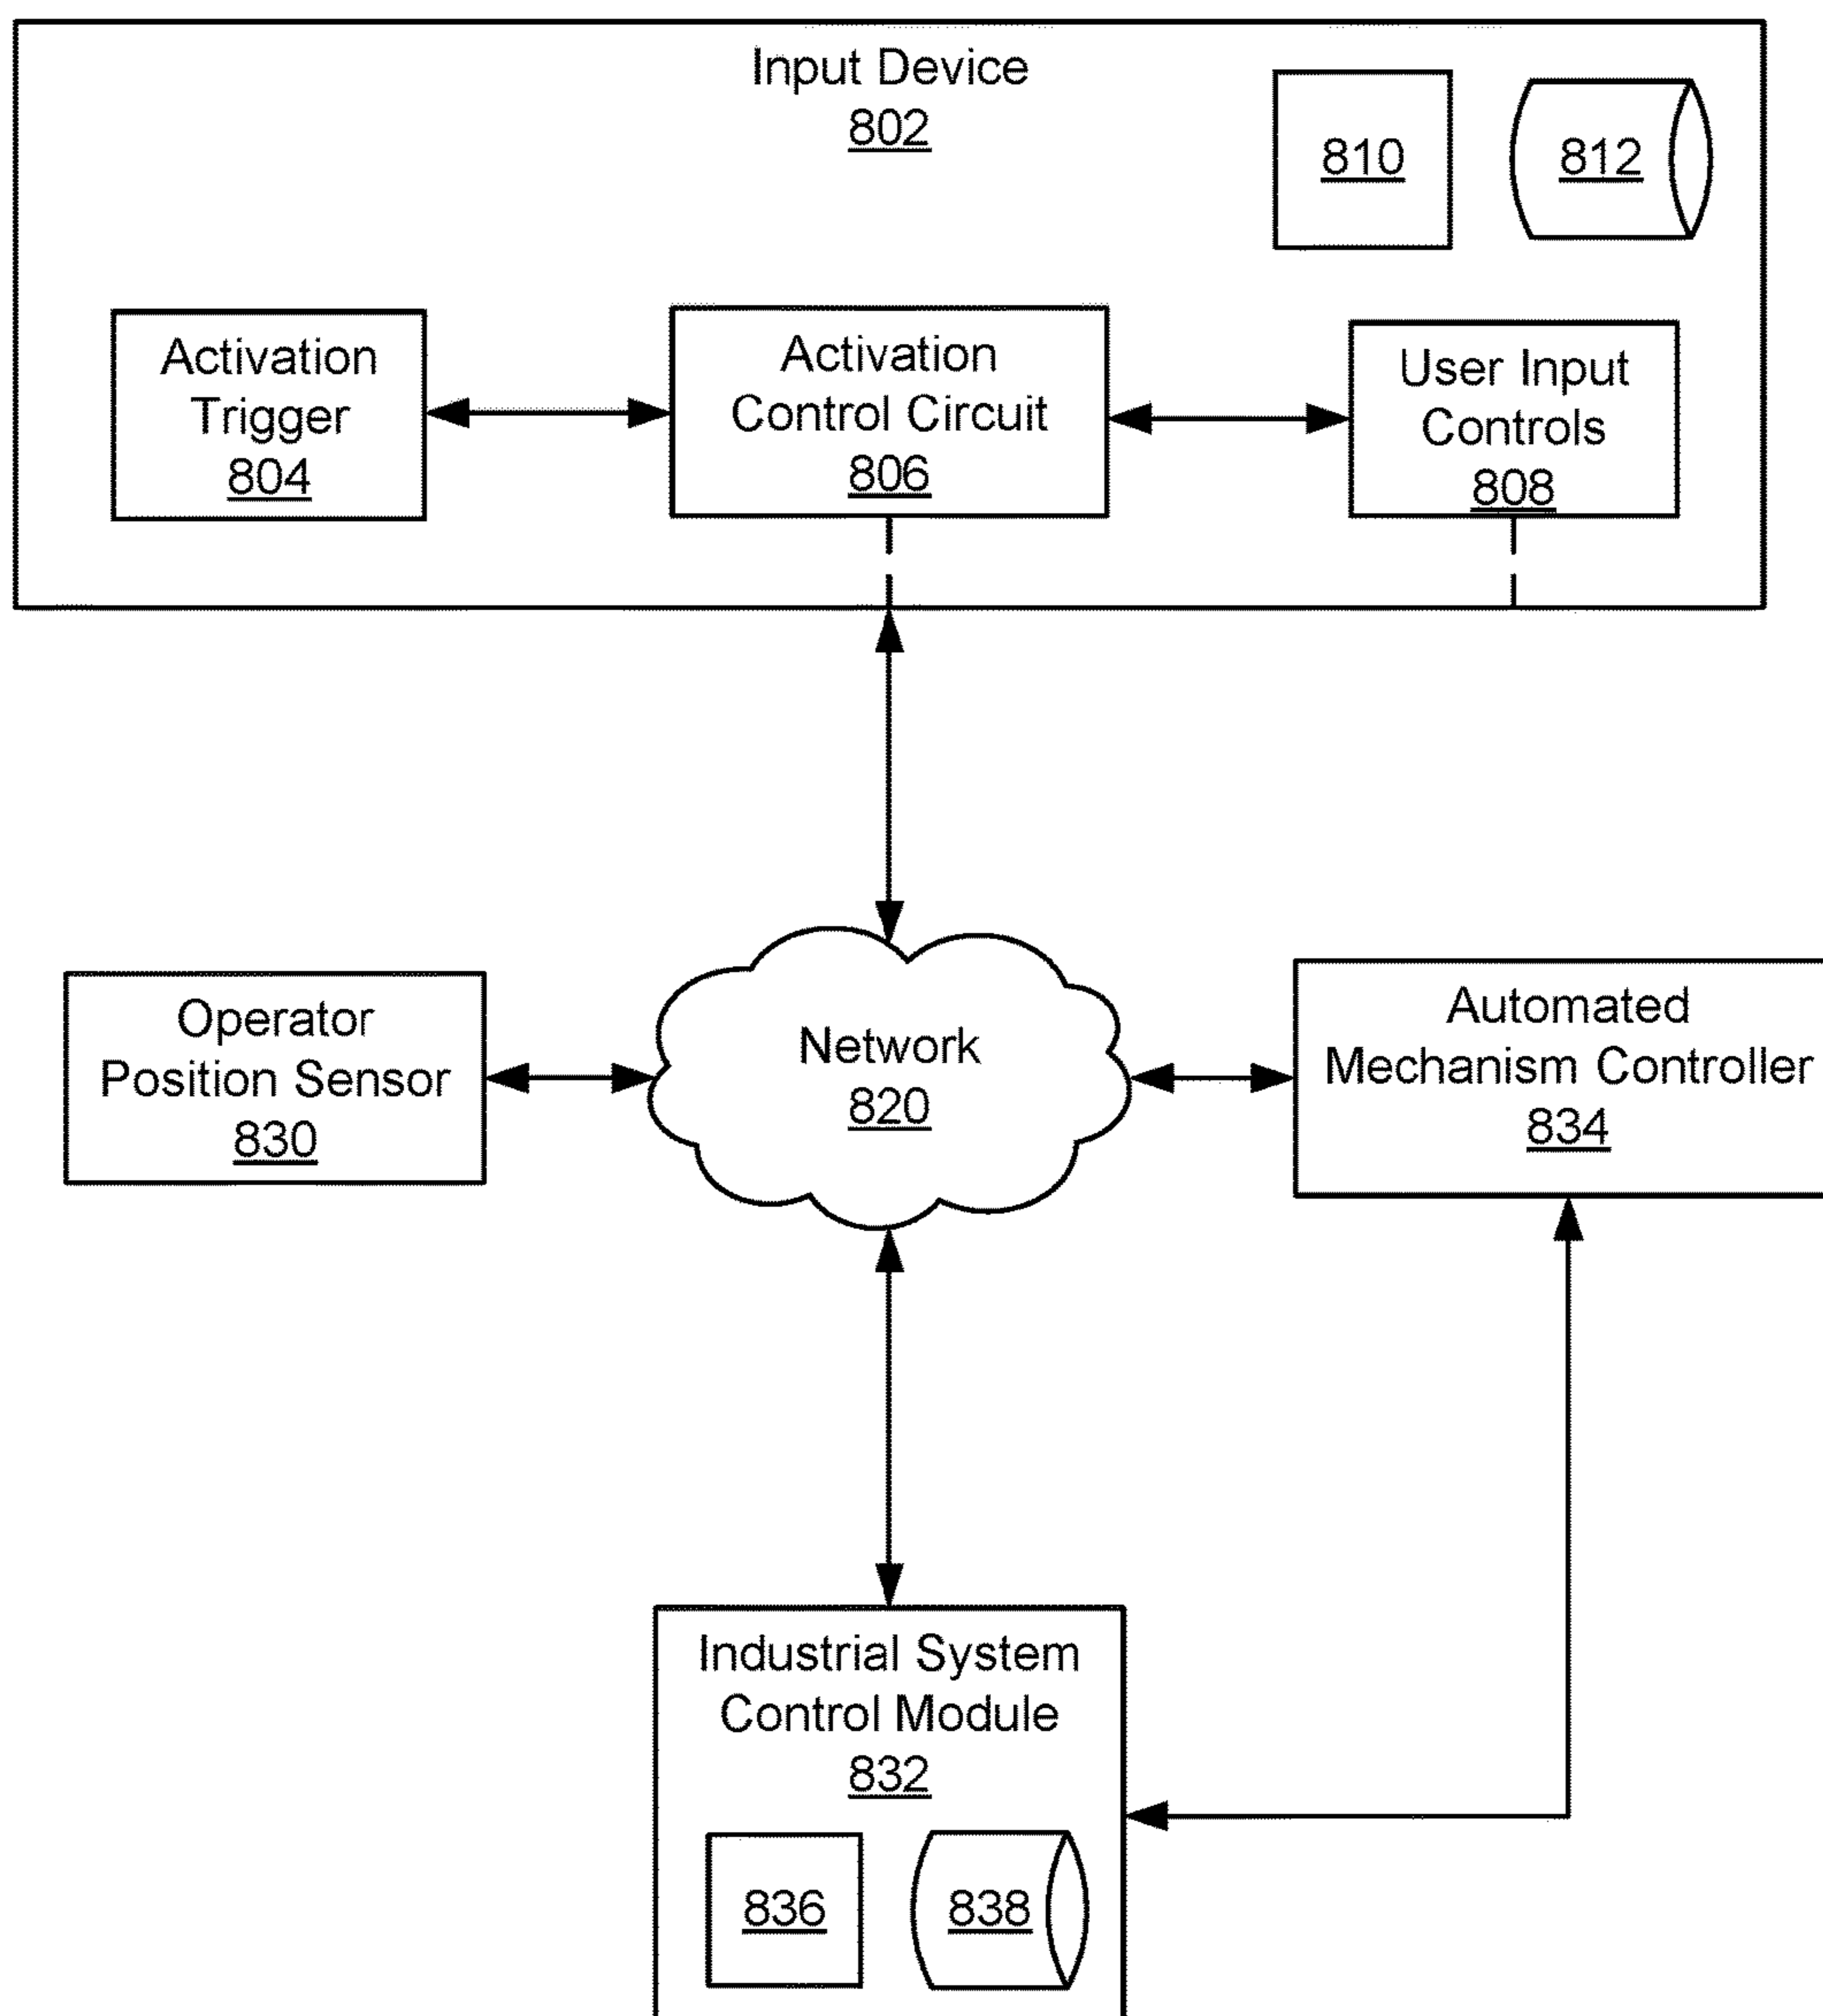 Input Device
802
810
812
Activation
Trigger
804
Activation
Control Circuit
806
User Input
Controls
808
Operator
Position Sensor
830
Network
820
Automated
Mechanism Controller
834
Industrial System
Control Module
832
836
838